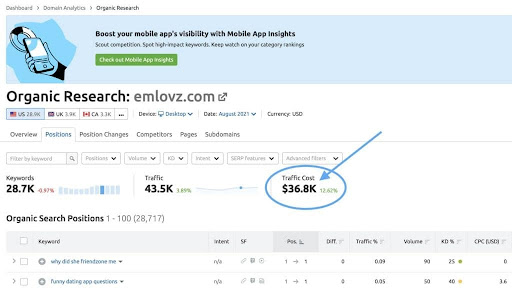 Dashboard > Domain Analytics > Organic Research
Boost your mobile app's visibility with Mobile App Insights
Scout competition. Spot high-impact keywords. Keep watch on your category rankings
Check out Mobile App Insights
Organic Research: emlovz.com
US 28.9K UK 3.9K CA 3.3K ... Device: Desktop Date: August 2021 Currency: USD
Overview Positions Position Changes Competitors Pages Subdomains
Filter by keyword Positions Volume KD Intent SERP Features Advanced filters
Keywords Traffic Traffic Cost
28.7K -0.97% 43.5K 3.89% $36.8K 12.62%
Organic Search Positions 1 - 100 (28,717)
Keyword Intent SF Pos. Diff. Traffic % Volume KD % CPC (USD)
why did she friendzone me n/a 1 → 1 0.09 90 25 0
funny dating app questions n/a 1 → 1 0.05 50 40 3.6